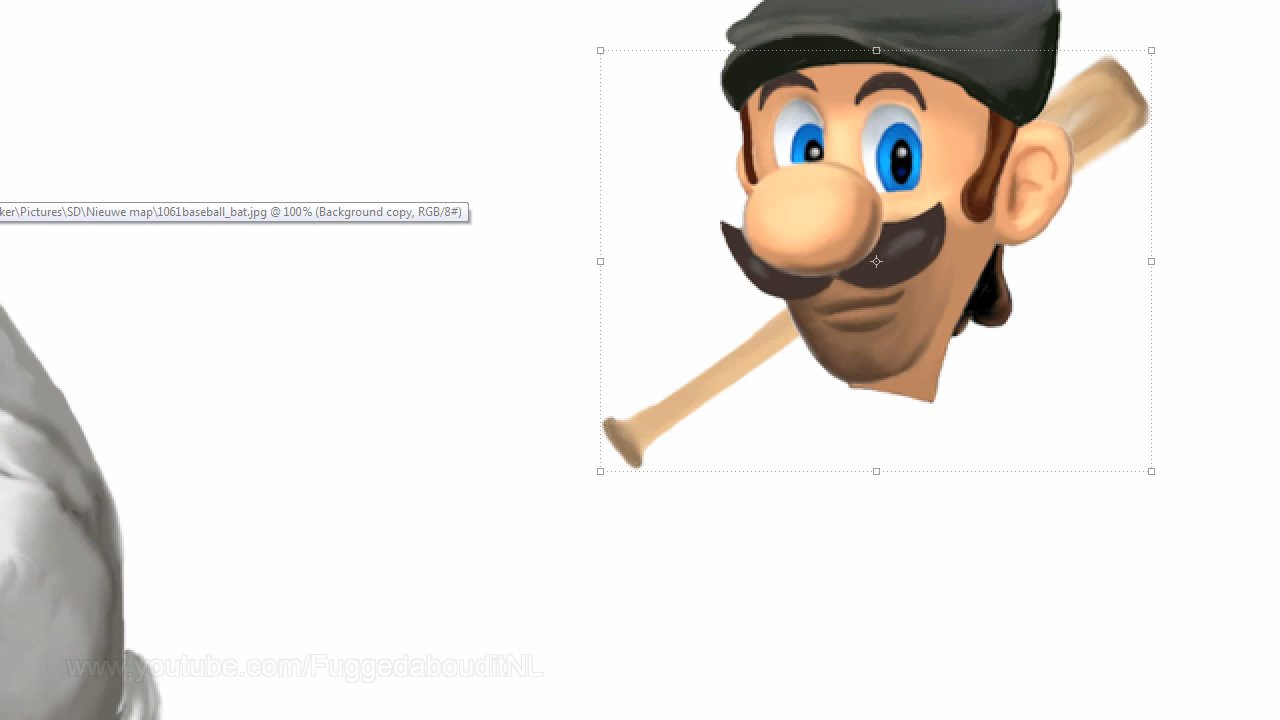 ker\Pictures\SD\Nieuwe map\1061baseball_bat.jpg @ 100% (Background copy, RGB/8#)
www.youtube.com/FuggedabouditNL